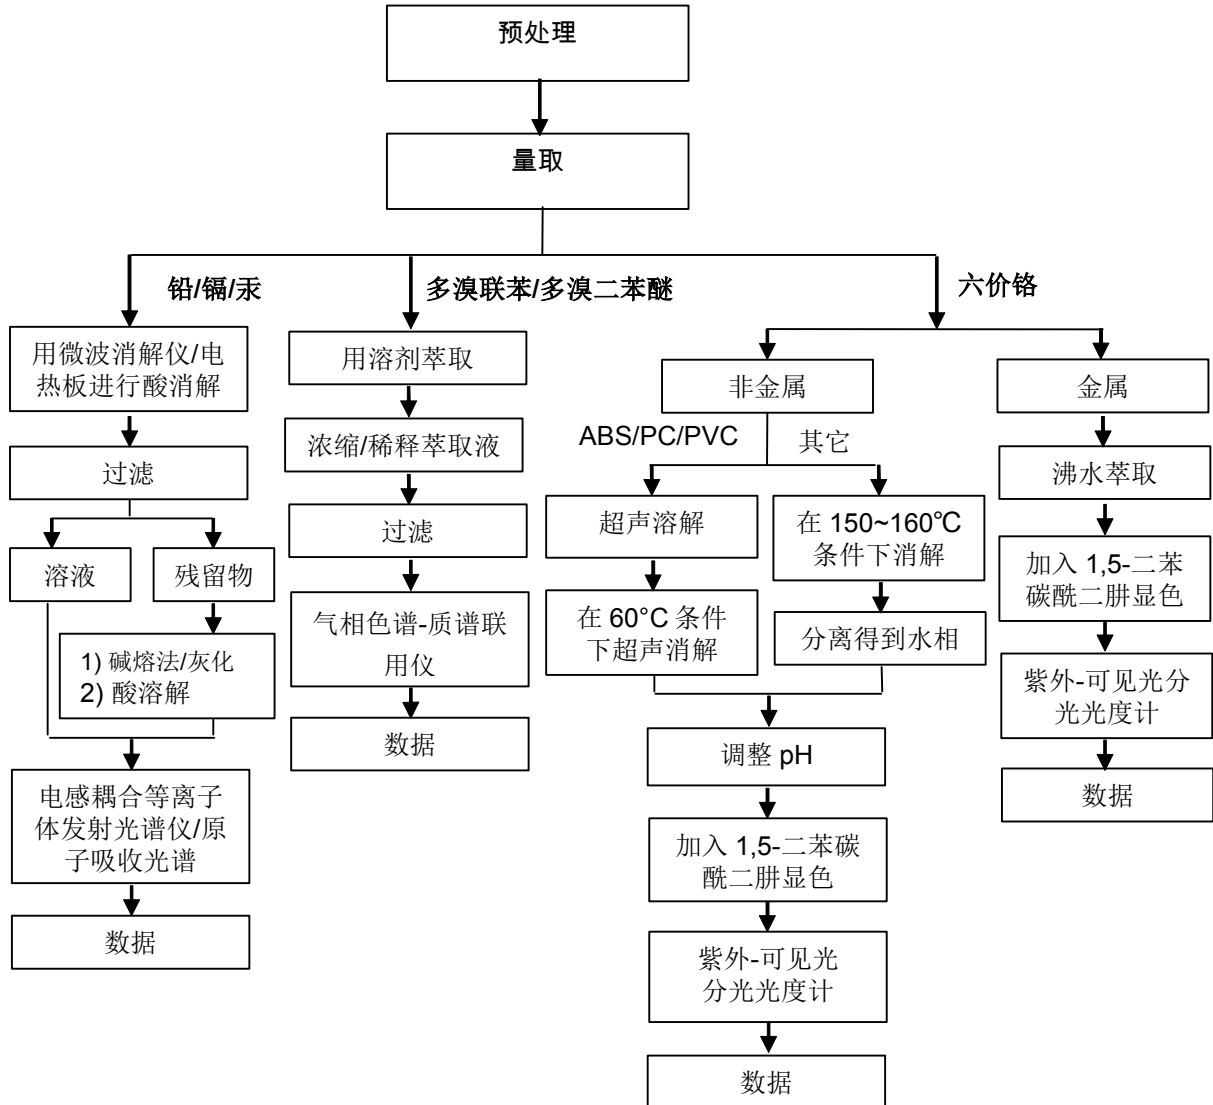 预处理
量取
铅/镉/汞
用微波消解仪/电
热板进行酸消解
过滤
溶液
残留物
1) 碱熔法/灰化
2) 酸溶解
电感耦合等离子
体发射光谱仪/原
子吸收光谱
数据
多溴联苯/多溴二苯醚
用溶剂萃取
浓缩/稀释萃取液
过滤
气相色谱-质谱联
用仪
数据
六价铬
非金属
ABS/PC/PVC
其它
超声溶解
在 60°C 条件
下超声消解
在 150~160℃
条件下消解
分离得到水相
调整 pH
加入 1,5-二苯碳
酰二肼显色
紫外-可见光
分光光度计
数据
金属
沸水萃取
加入 1,5-二苯
碳酰二肼显色
紫外-可见光分
光光度计
数据